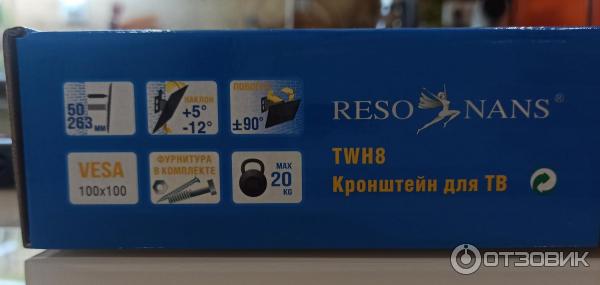 50
263 мм
НАКЛОН
+5°
-12°
ПОВОРОТ
±90°
RESONANS®
VESA
100x100
ФУРНИТУРА
В КОМПЛЕКТЕ
MAX
20
KG
TWH8
Кронштейн для ТВ
ОТЗОВИК